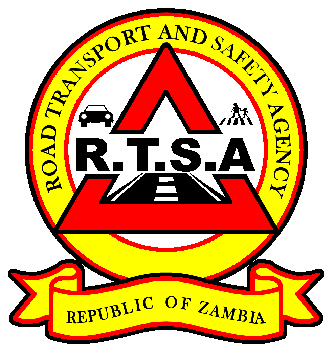 ROAD TRANSPORT AND SAFETY AGENCY
R.T.S.A
REPUBLIC OF ZAMBIA